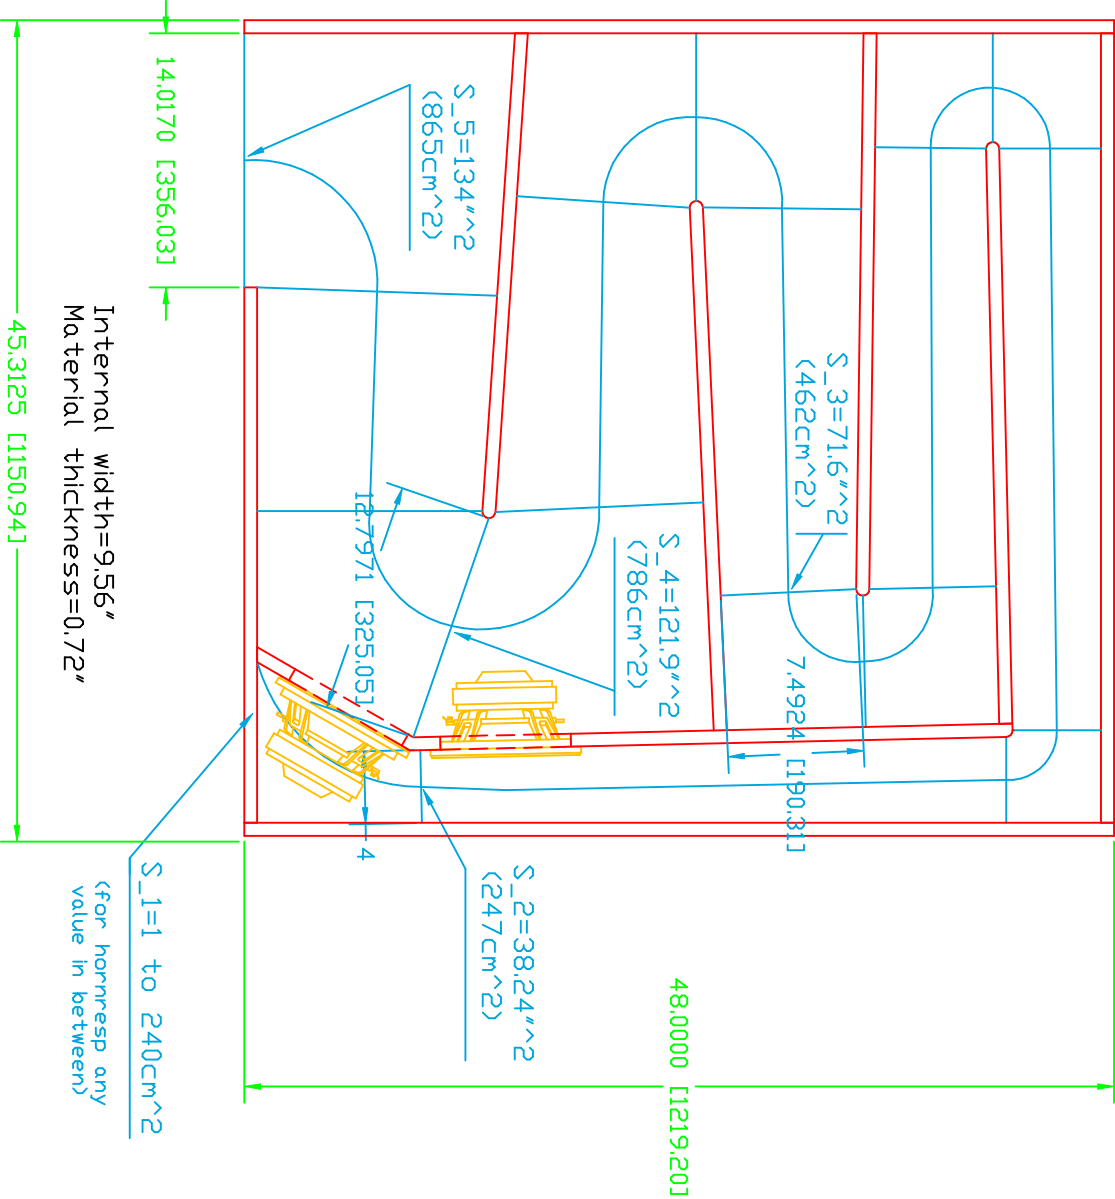 48.0000 [1219.20]
S_2=38.24"^2
(247cm^2)
S_1=1 to 240cm^2
(for hornresp any
value in between)
4
7.4924 [190.31]
S_4=121.9"^2
(786cm^2)
12.7971 [325.05]
S_3=71.6"^2
(462cm^2)
S_5=134"^2
(865cm^2)
14.0170 [356.03]
Internal width=9.56"
Material thickness=0.72"
45.3125 [1150.94]